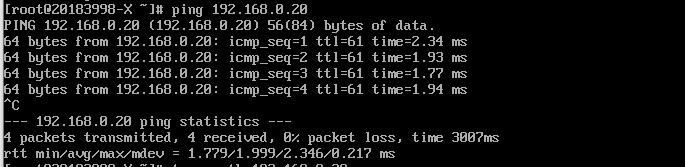 [root@20183998-X ~]# ping 192.168.0.20
PING 192.168.0.20 (192.168.0.20) 56(84) bytes of data.
64 bytes from 192.168.0.20: icmp_seq=1 ttl=61 time=2.34 ms
64 bytes from 192.168.0.20: icmp_seq=2 ttl=61 time=1.93 ms
64 bytes from 192.168.0.20: icmp_seq=3 ttl=61 time=1.77 ms
64 bytes from 192.168.0.20: icmp_seq=4 ttl=61 time=1.94 ms
^C
--- 192.168.0.20 ping statistics ---
4 packets transmitted, 4 received, 0% packet loss, time 3007ms
rtt min/avg/max/mdev = 1.779/1.999/2.346/0.217 ms